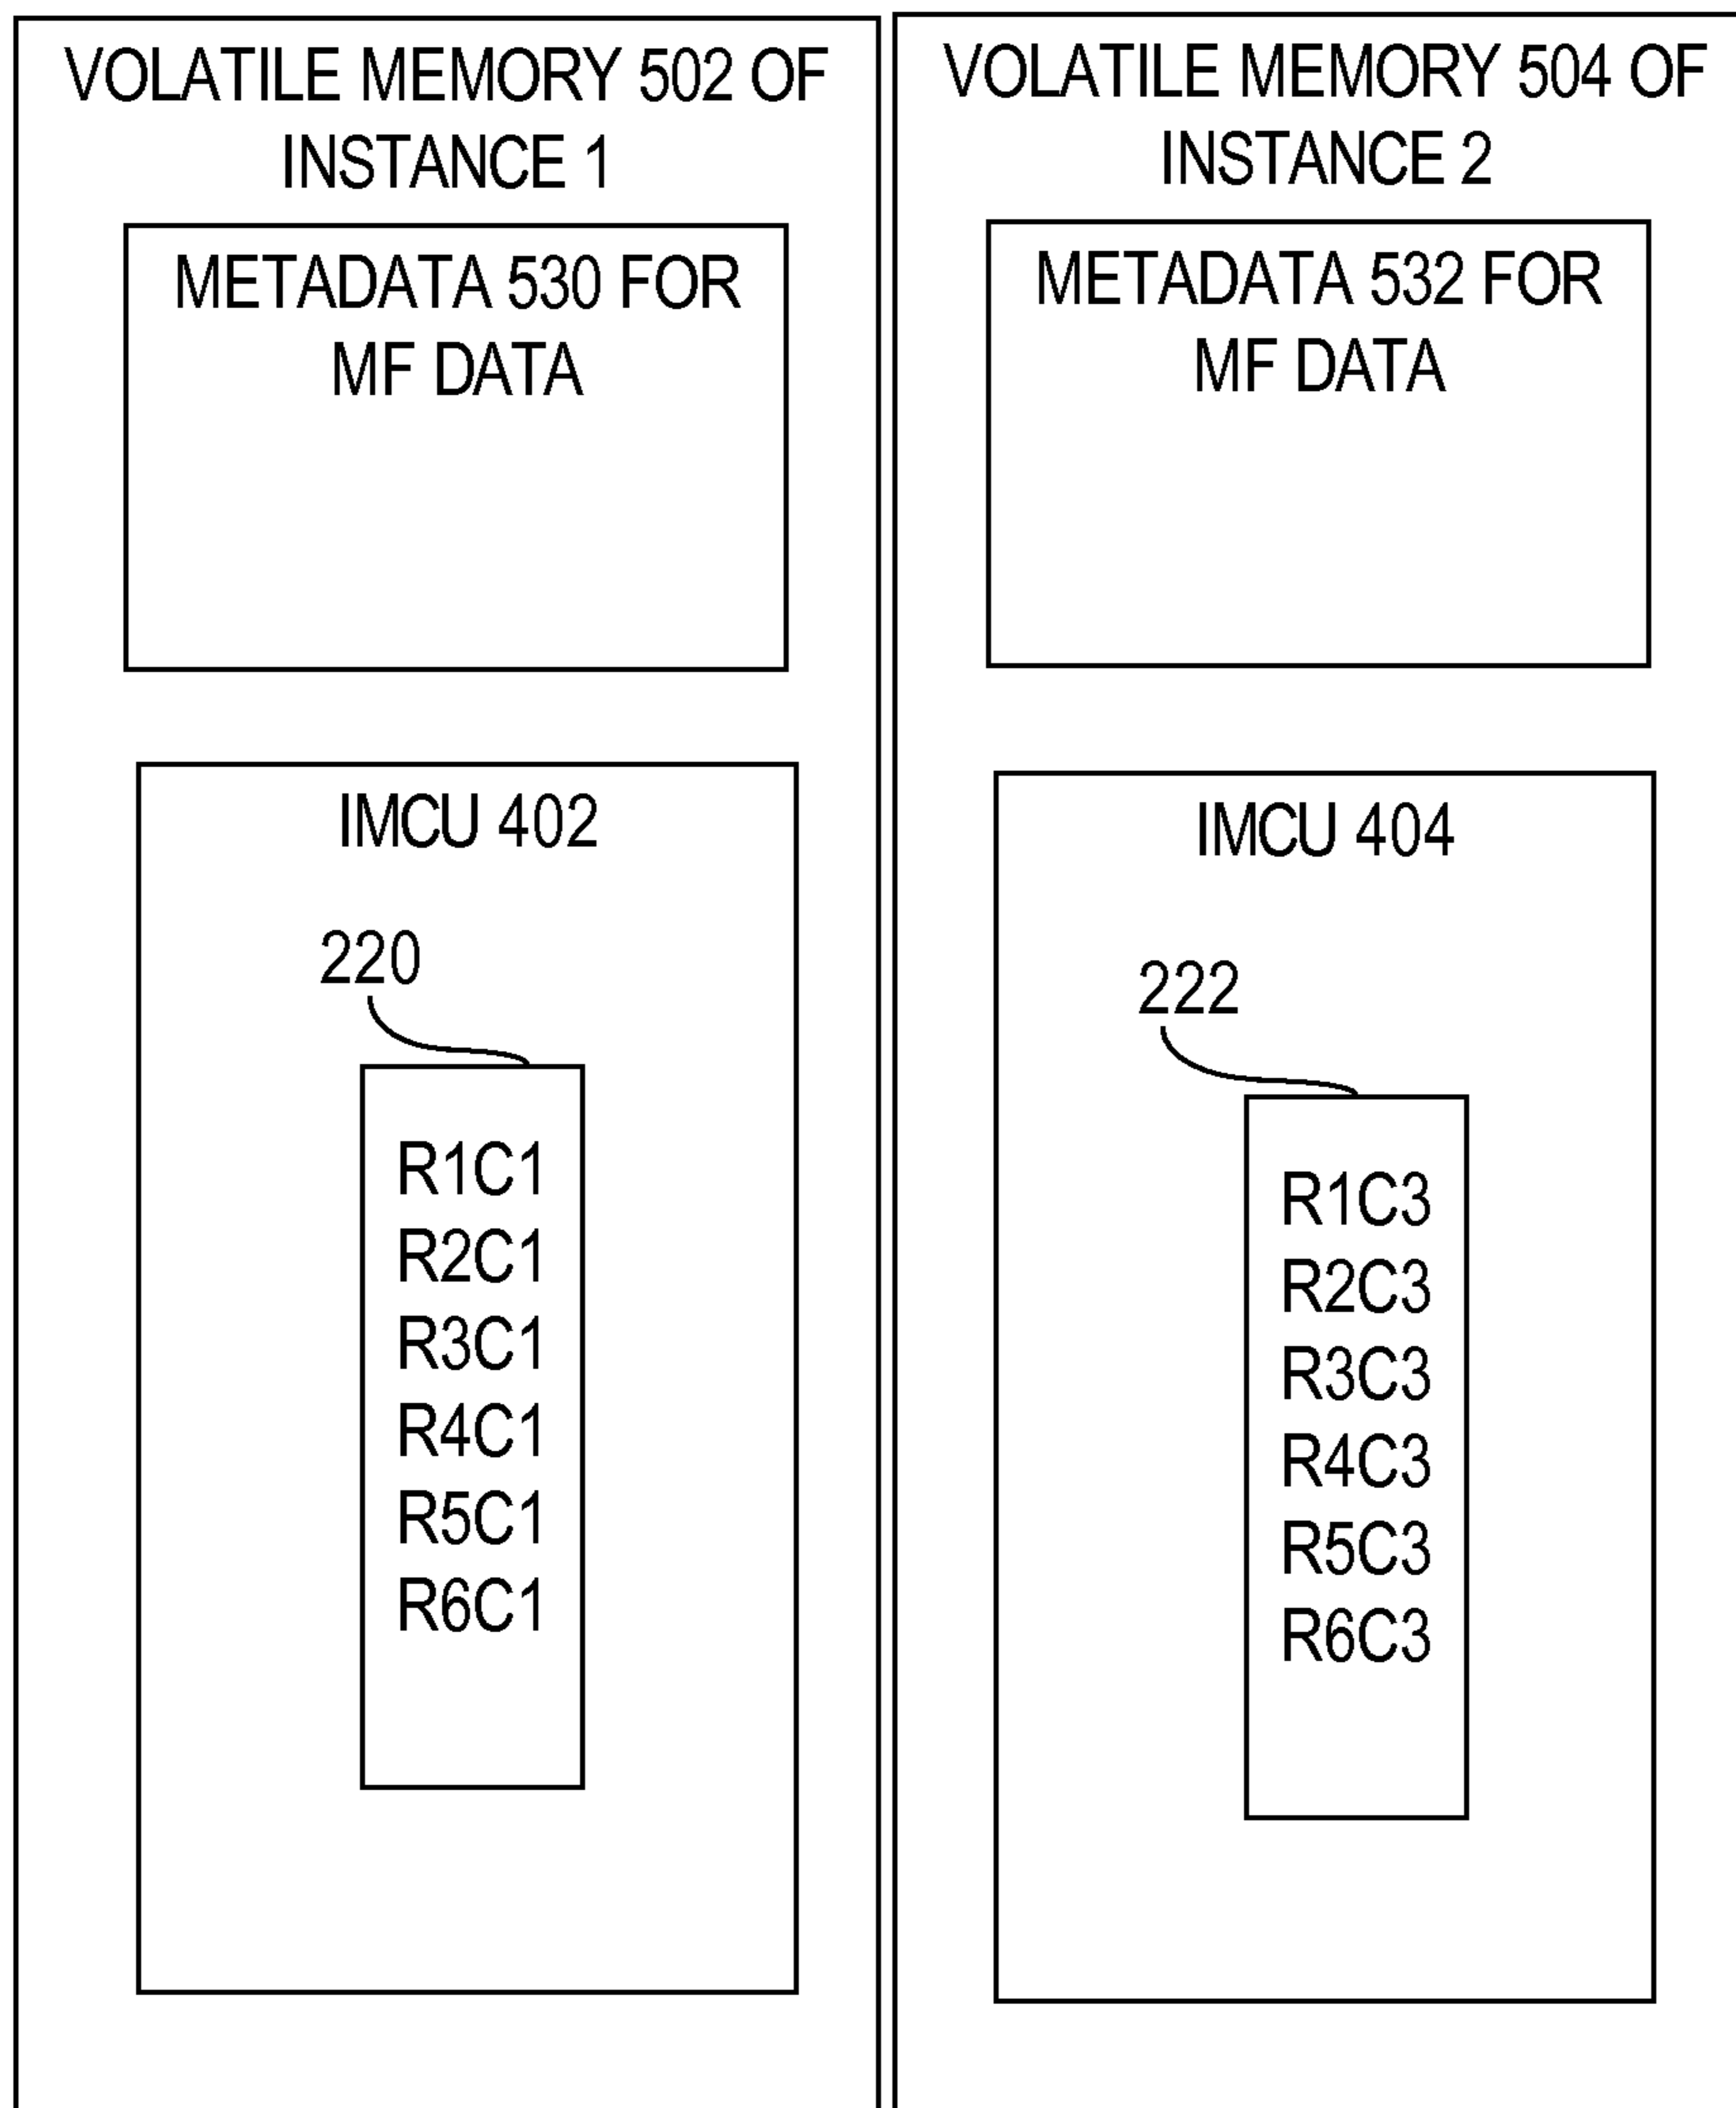 VOLATILE MEMORY 502 OF
INSTANCE 1
METADATA 530 FOR
MF DATA
IMCU 402
220
R1C1
R2C1
R3C1
R4C1
R5C1
R6C1
VOLATILE MEMORY 504 OF
INSTANCE 2
METADATA 532 FOR
MF DATA
IMCU 404
222
R1C3
R2C3
R3C3
R4C3
R5C3
R6C3